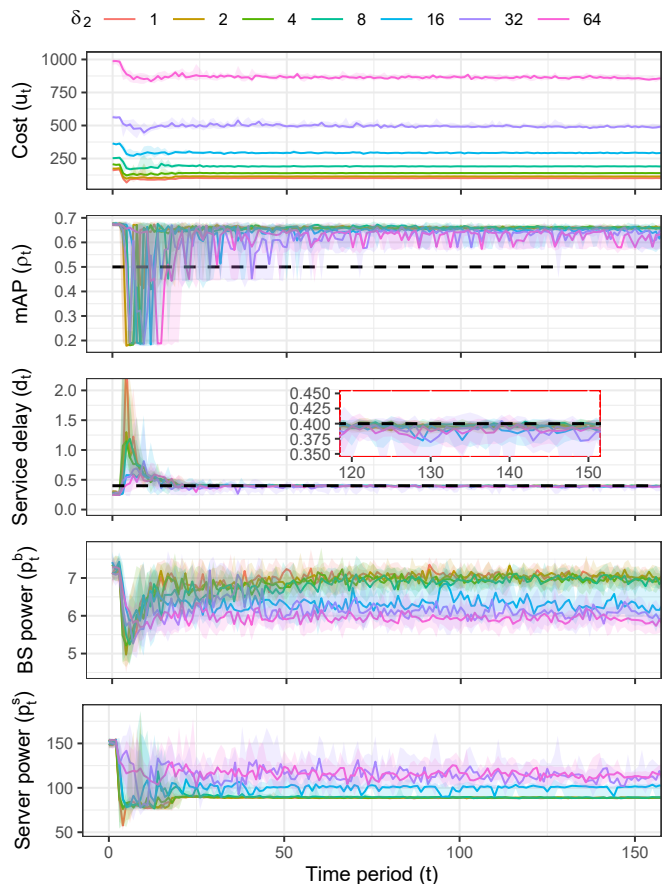 δ2 1 2 4 8 16 32 64
Cost (ut)
1000
750
500
250
mAP (ρt)
0.7
0.6
0.5
0.4
0.3
0.2
Service delay (dt)
2.0
1.5
1.0
0.5
0.0
0.450
0.425
0.400
0.375
0.350
120 130 140 150
BS power (p_t^b)
7
6
5
Server power (p_t^s)
150
100
50
0 50 100 150
Time period (t)